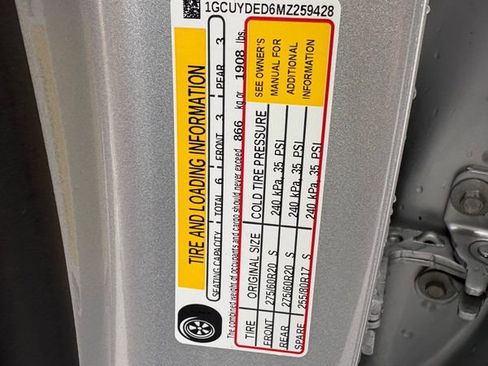 1GCUYDED6MZ259428
TIRE AND LOADING INFORMATION
SEATING CAPACITY TOTAL 6 FRONT 3 REAR 3
The combined weight of occupants and cargo should never exceed 866 kg or 1908 lbs.
TIRE ORIGINAL SIZE COLD TIRE PRESSURE
FRONT 275/60R20 S 240 kPa, 35 PSI
REAR 275/60R20 S 240 kPa, 35 PSI
SPARE 255/80R17 S 240 kPa, 35 PSI
SEE OWNER'S
MANUAL FOR
ADDITIONAL
INFORMATION